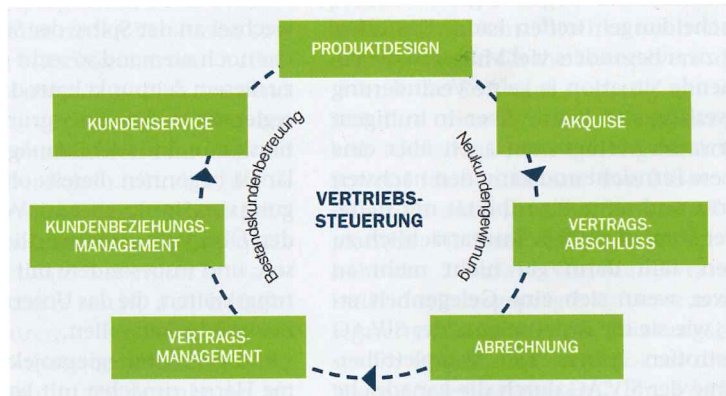 PRODUKTDESIGN
KUNDENSERVICE
AKQUISE
Bestandskundenbetreuung
Neukundengewinnung
VERTRIEBS-
STEUERUNG
KUNDENBEZIEHUNGS-
MANAGEMENT
VERTRAGS-
ABSCHLUSS
VERTRAGS-
MANAGEMENT
ABRECHNUNG